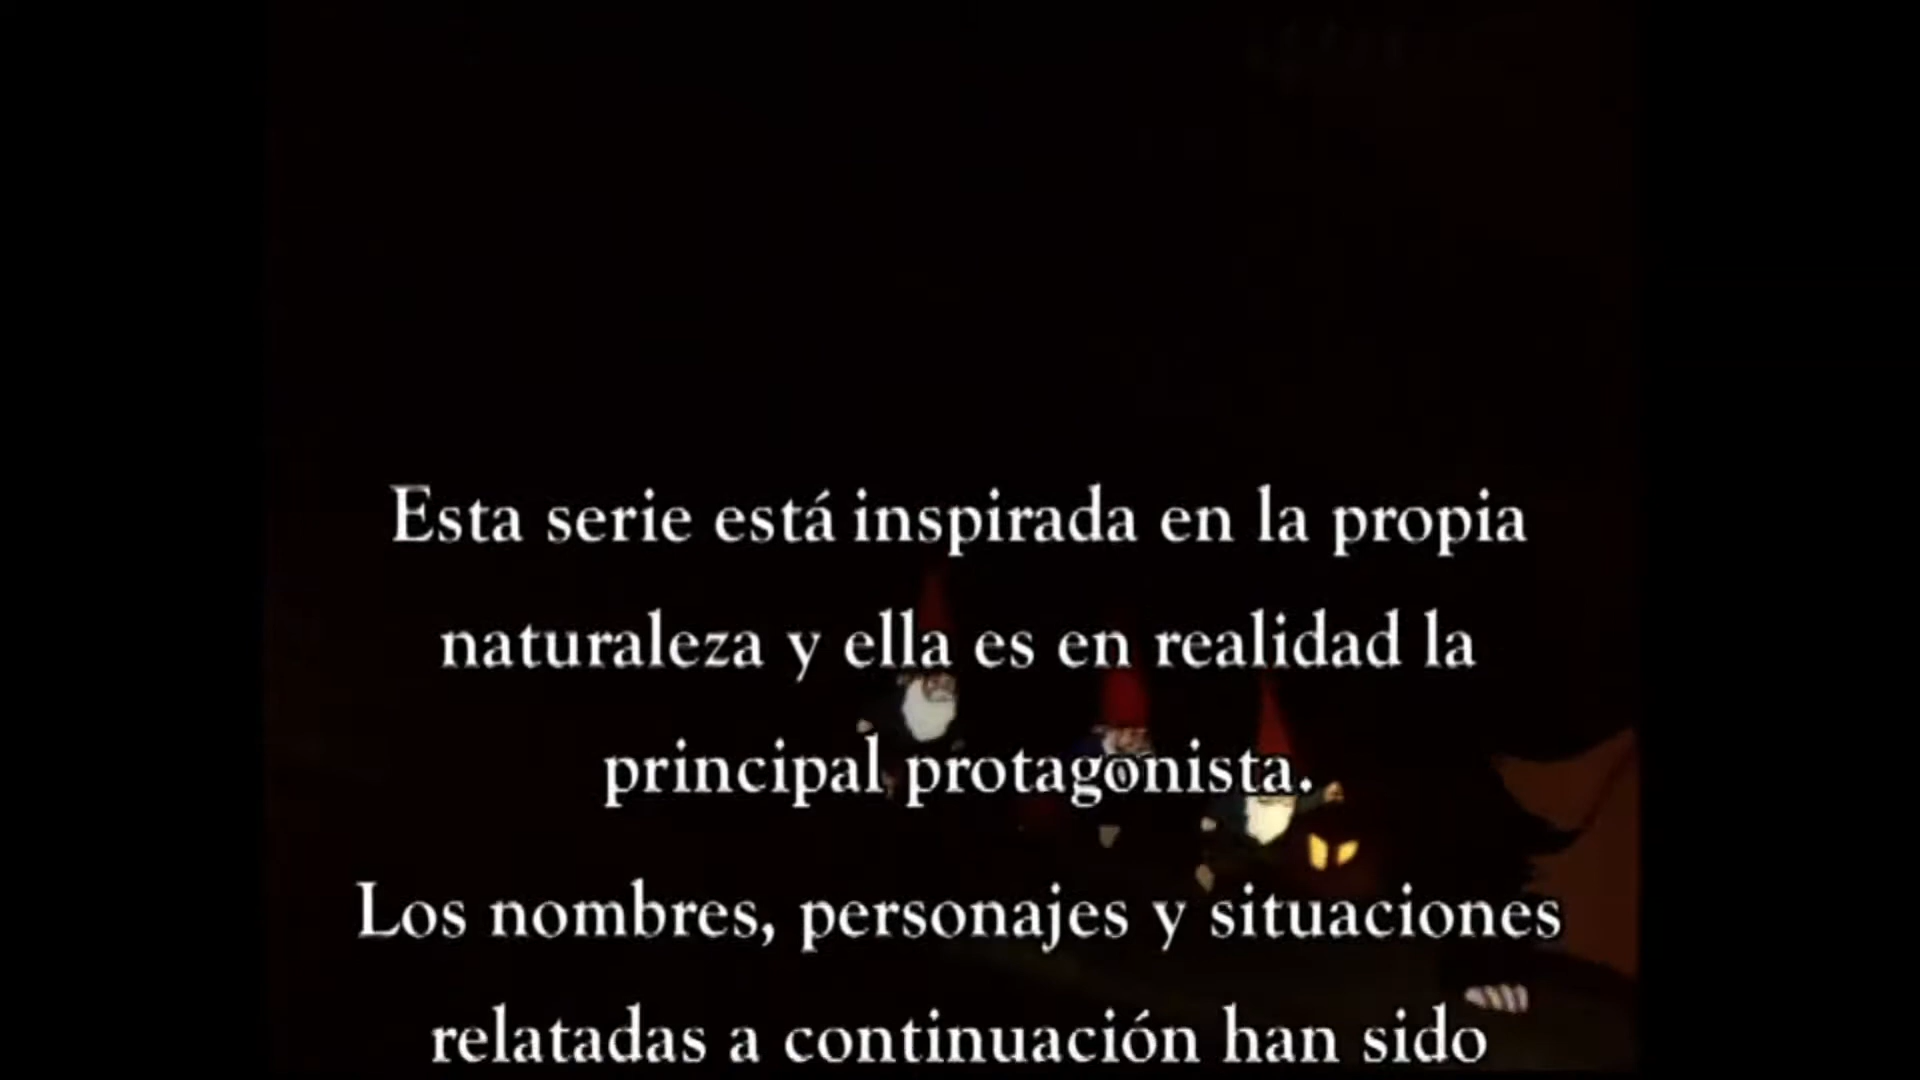 Esta serie está inspirada en la propia
naturaleza y ella es en realidad la
principal protagonista.
Los nombres, personajes y situaciones
relatadas a continuación han sido